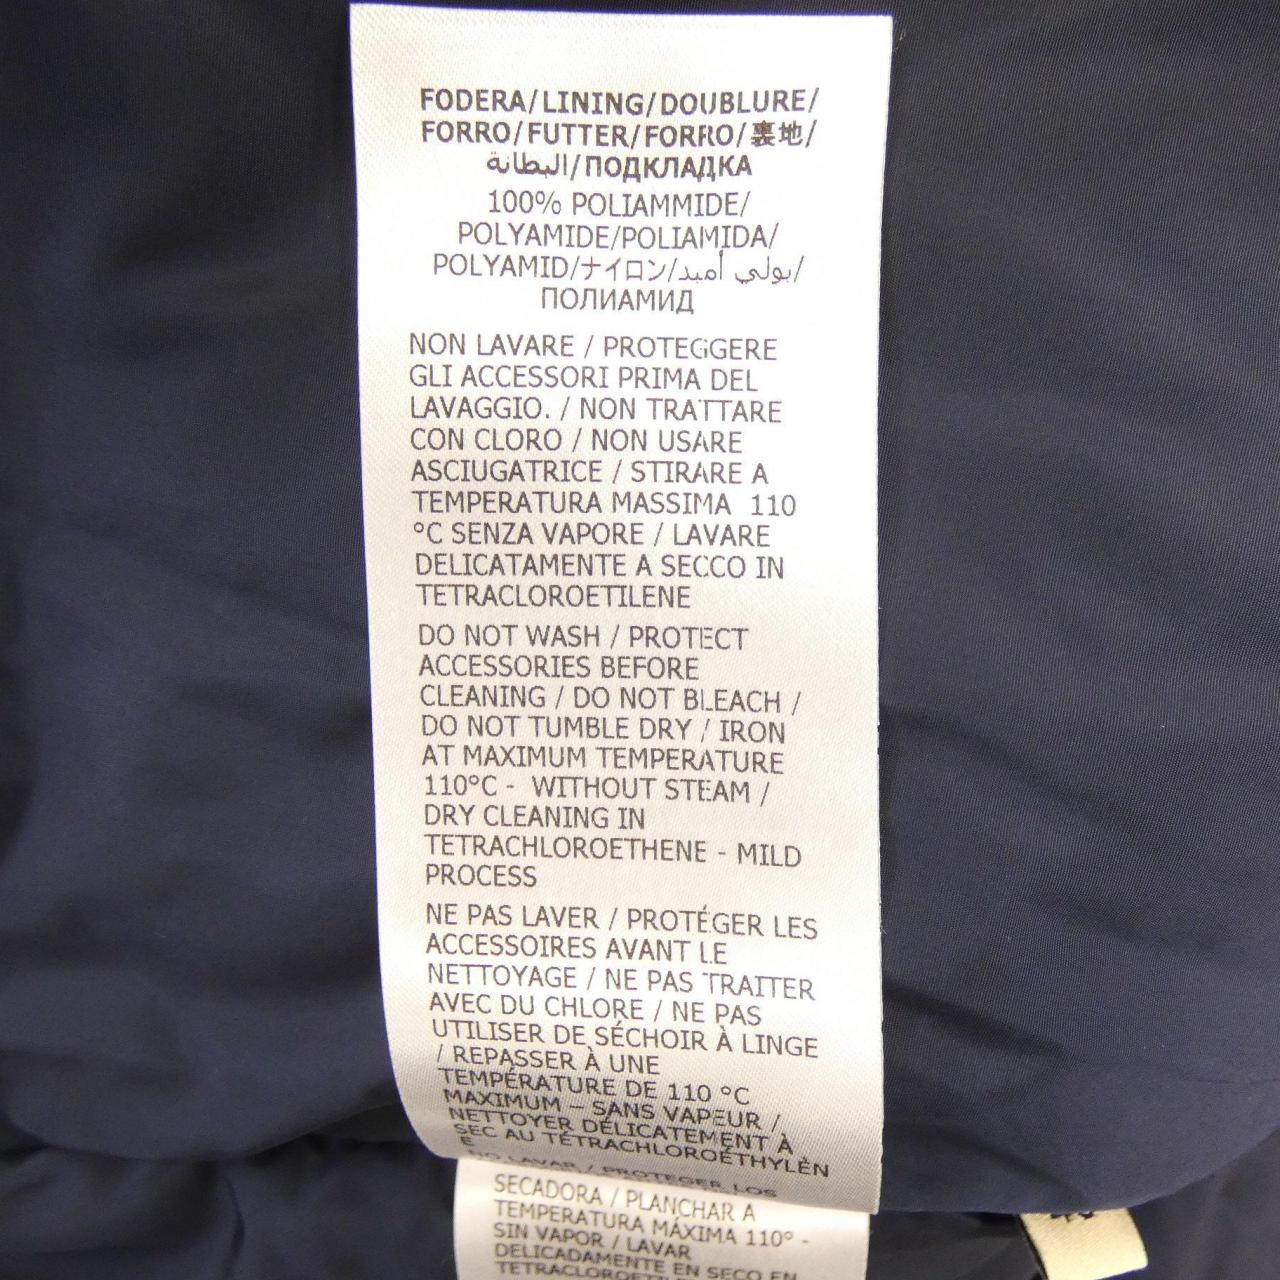 FODERA/LINING/DOUBLURE/
FORRO/FUTTER/FORRO/裏地/
البطانة/ПОДКЛАДКА
100% POLIAMMIDE/
POLYAMIDE/POLIAMIDA/
POLYAMID/ナイロン/بولي أميد/
ПОЛИАМИД
NON LAVARE / PROTEGGERE
GLI ACCESSORI PRIMA DEL
LAVAGGIO. / NON TRATTARE
CON CLORO / NON USARE
ASCIUGATRICE / STIRARE A
TEMPERATURA MASSIMA 110
°C SENZA VAPORE / LAVARE
DELICATAMENTE A SECCO IN
TETRACLOROETILENE
DO NOT WASH / PROTECT
ACCESSORIES BEFORE
CLEANING / DO NOT BLEACH /
DO NOT TUMBLE DRY / IRON
AT MAXIMUM TEMPERATURE
110°C - WITHOUT STEAM /
DRY CLEANING IN
TETRACHLOROETHENE - MILD
PROCESS
NE PAS LAVER / PROTÉGER LES
ACCESSOIRES AVANT LE
NETTOYAGE / NE PAS TRAITER
AVEC DU CHLORE / NE PAS
UTILISER DE SÉCHOIR À LINGE
/ REPASSER À UNE
TEMPÉRATURE DE 110 °C
MAXIMUM – SANS VAPEUR /
NETTOYER DÉLICATEMENT À
SEC AU TÉTRACHLOROÉTHYLÈN
E
NO LAVAR / PROTEGER LOS
SECADORA / PLANCHAR A
TEMPERATURA MÁXIMA 110° -
SIN VAPOR / LAVAR
DELICADAMENTE EN SECO EN